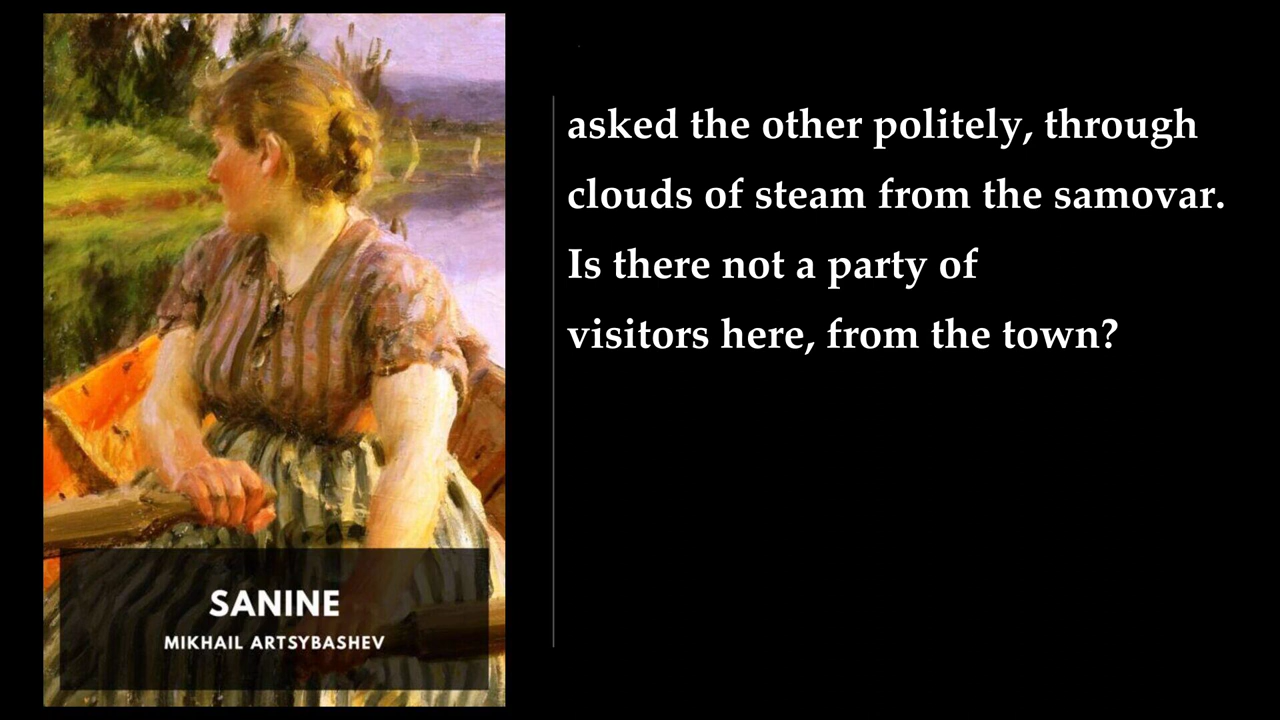 asked the other politely, through
clouds of steam from the samovar.
Is there not a party of
visitors here, from the town?
SANINE
MIKHAIL ARTSYBASHEV